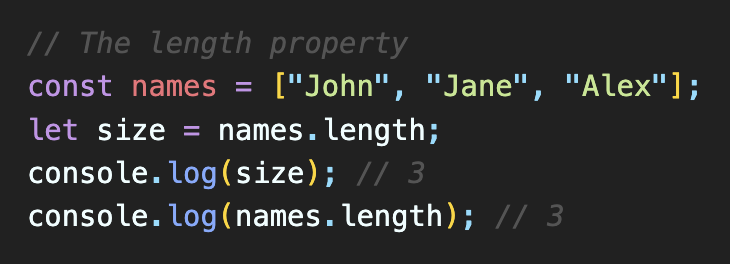 // The length property
const names = ["John", "Jane", "Alex"];
let size = names.length;
console.log(size); // 3
console.log(names.length); // 3